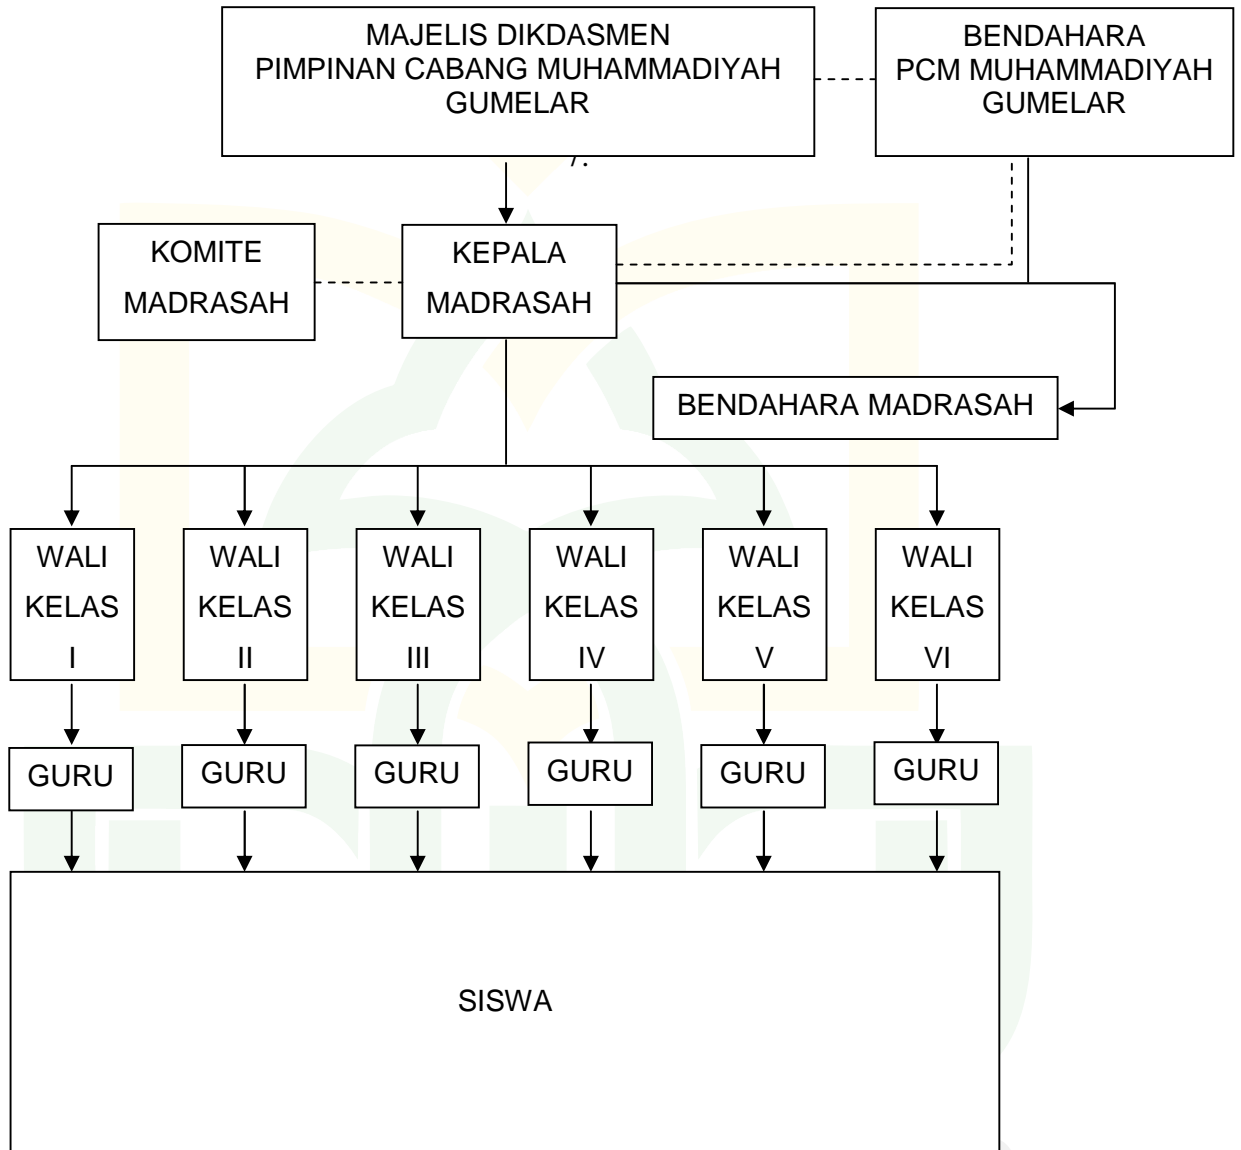 MAJELIS DIKDASMEN
PIMPINAN CABANG MUHAMMADIYAH
GUMELAR
BENDAHARA
PCM MUHAMMADIYAH
GUMELAR
KOMITE
MADRASAH
KEPALA
MADRASAH
BENDAHARA MADRASAH
WALI
KELAS
I
WALI
KELAS
II
WALI
KELAS
III
WALI
KELAS
IV
WALI
KELAS
V
WALI
KELAS
VI
GURU
GURU
GURU
GURU
GURU
GURU
SISWA